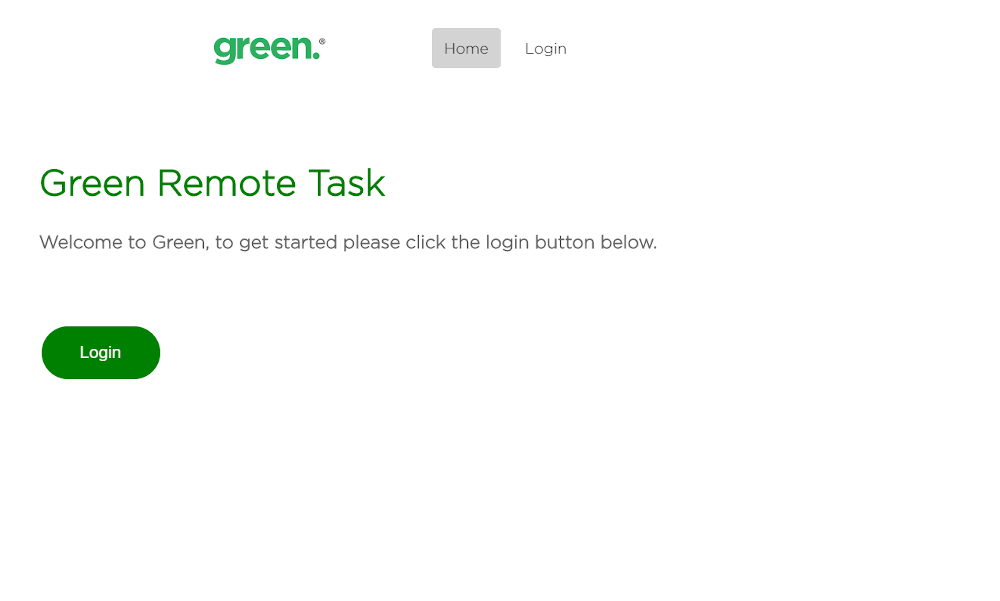 green.®
Home
Login
Green Remote Task
Welcome to Green, to get started please click the login button below.
Login